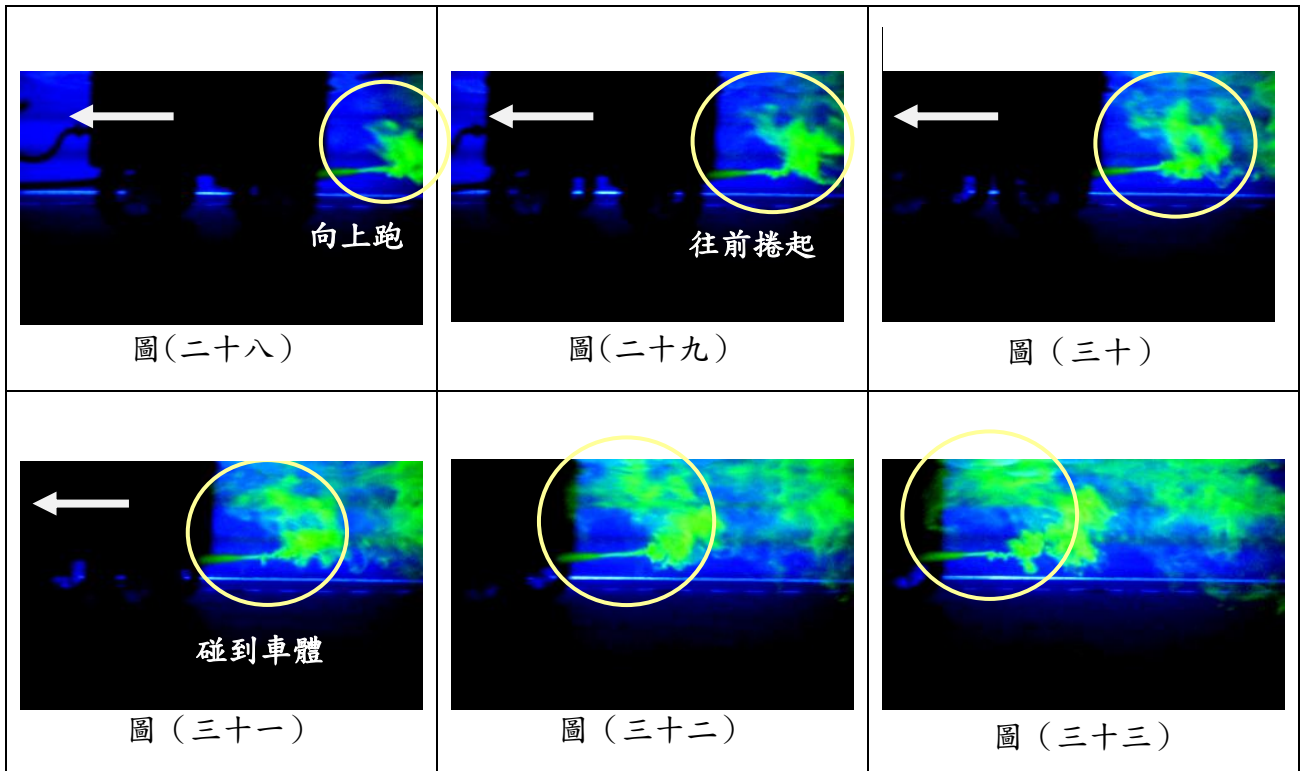 向上跑
往前捲起
圖(二十八)
圖(二十九)
圖（三十）
碰到車體
圖（三十一）
圖（三十二）
圖（三十三）